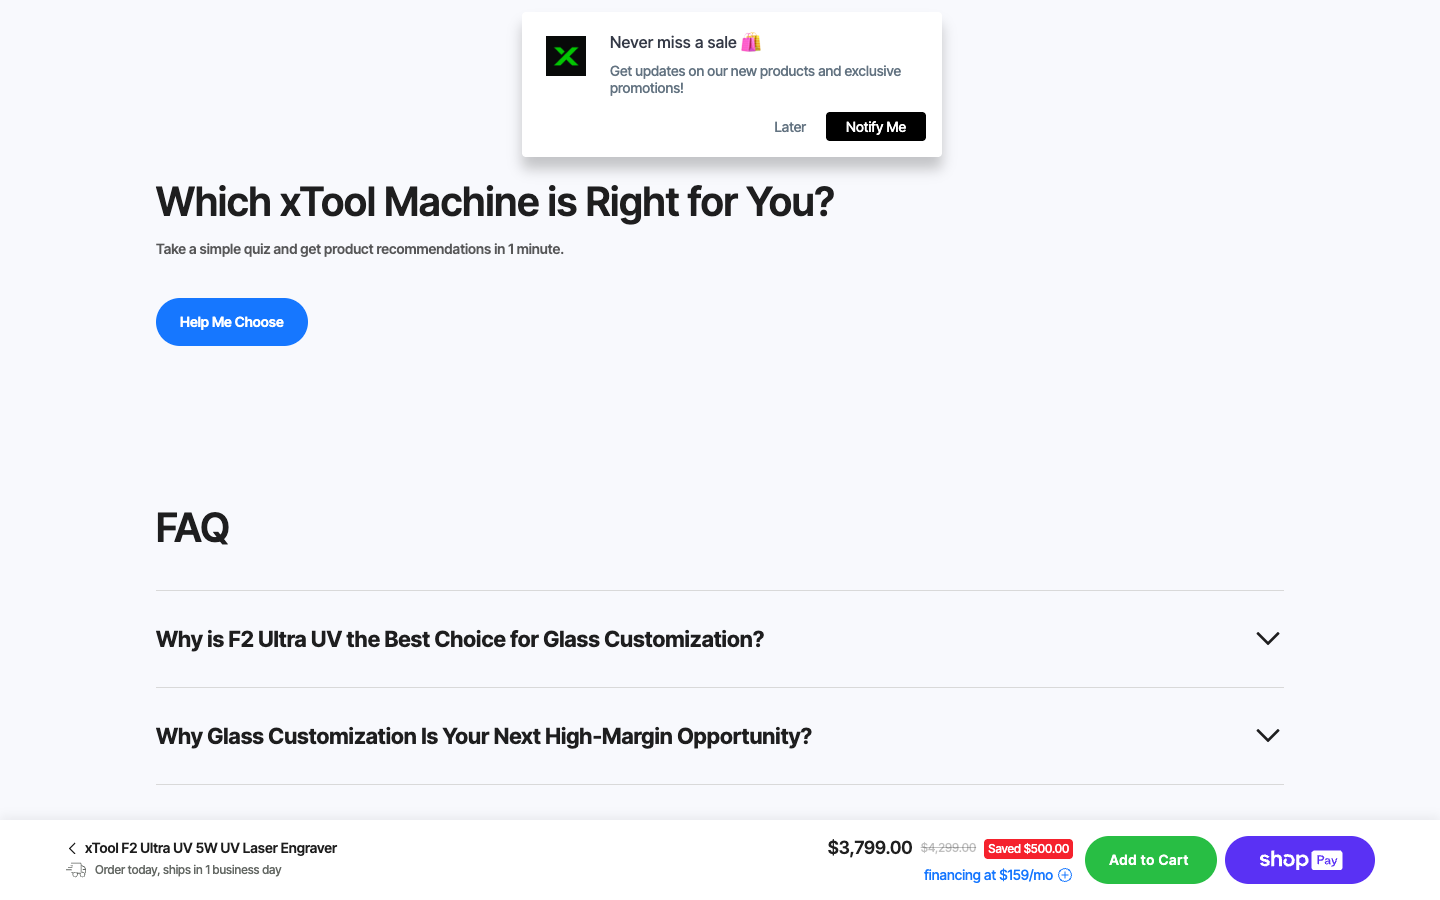 Never miss a sale 🛍️
Get updates on our new products and exclusive
promotions!
Later
Notify Me
Which xTool Machine is Right for You?
Take a simple quiz and get product recommendations in 1 minute.
Help Me Choose
FAQ
Why is F2 Ultra UV the Best Choice for Glass Customization?
Why Glass Customization Is Your Next High-Margin Opportunity?
xTool F2 Ultra UV 5W UV Laser Engraver
Order today, ships in 1 business day
$3,799.00 $4,299.00 Saved $500.00
financing at $159/mo
Add to Cart
shop Pay